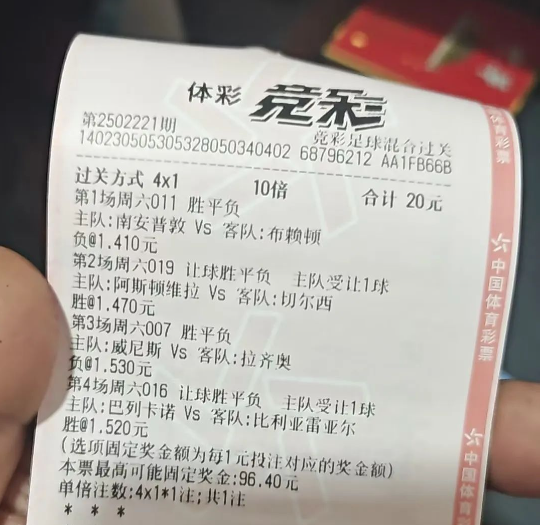 体彩 竞彩
第2502221期 竞彩足球混合过关
140230505305328050340402 68796212 AA1FB66B
过关方式 4x1 10倍 合计 20元
第1场周六011 胜平负
主队:南安普敦 Vs 客队:布赖顿
负@1.410元
第2场周六019 让球胜平负 主队受让1球
主队:阿斯顿维拉 Vs 客队:切尔西
胜@1.470元
第3场周六007 胜平负
主队:威尼斯 Vs 客队:拉齐奥
负@1.530元
第4场周六016 让球胜平负 主队受让1球
主队:巴列卡诺 Vs 客队:比利亚雷亚尔
胜@1.520元
(选项固定奖金额为每1元投注对应的奖金额)
本票最高可能固定奖金:96.40元
单倍注数:4x1*1注;共1注
* * *
体育彩票
中国体育彩票
中国体育